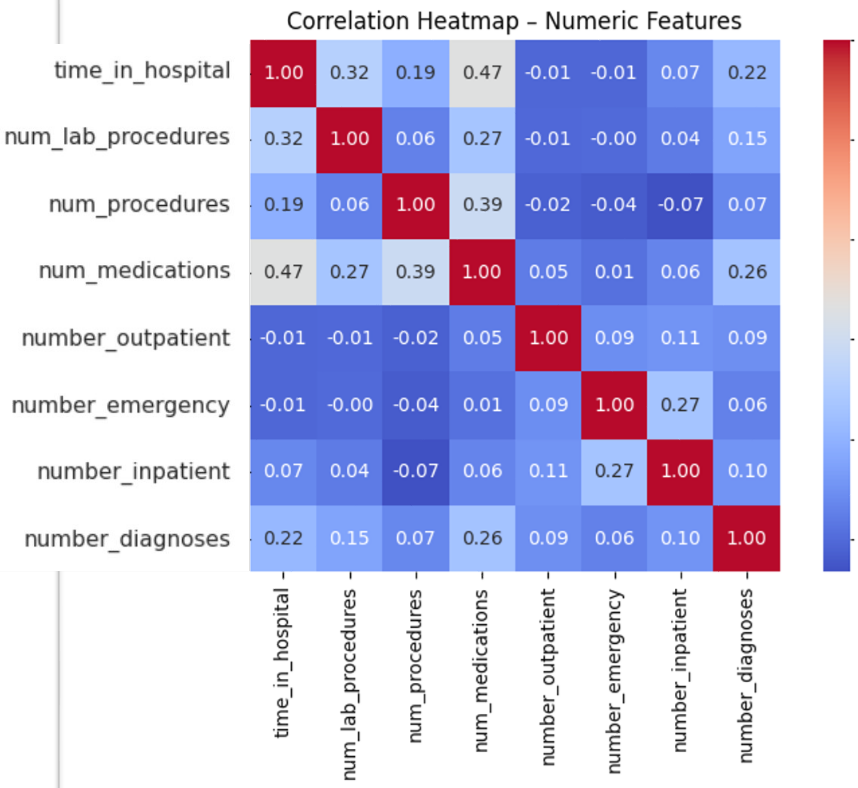 Correlation Heatmap – Numeric Features
time_in_hospital 1.00 0.32 0.19 0.47 -0.01 -0.01 0.07 0.22
num_lab_procedures 0.32 1.00 0.06 0.27 -0.01 -0.00 0.04 0.15
num_procedures 0.19 0.06 1.00 0.39 -0.02 -0.04 -0.07 0.07
num_medications 0.47 0.27 0.39 1.00 0.05 0.01 0.06 0.26
number_outpatient -0.01 -0.01 -0.02 0.05 1.00 0.09 0.11 0.09
number_emergency -0.01 -0.00 -0.04 0.01 0.09 1.00 0.27 0.06
number_inpatient 0.07 0.04 -0.07 0.06 0.11 0.27 1.00 0.10
number_diagnoses 0.22 0.15 0.07 0.26 0.09 0.06 0.10 1.00
time_in_hospital
num_lab_procedures
num_procedures
num_medications
number_outpatient
number_emergency
number_inpatient
number_diagnoses